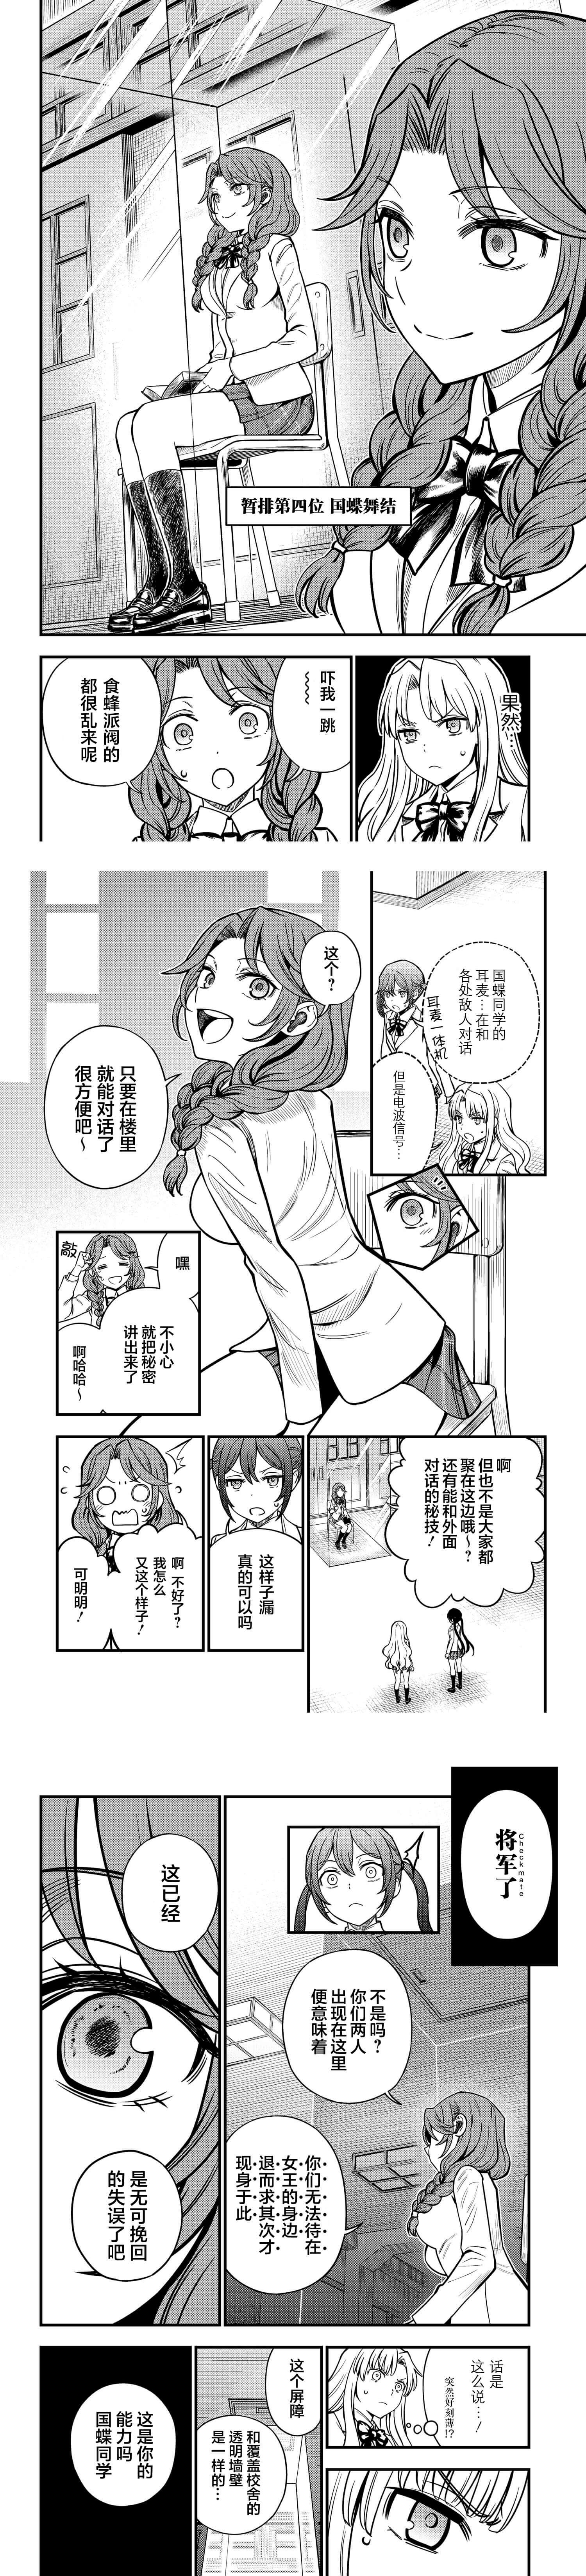 暂排第四位 国蝶舞结
果然…
吓我一跳
～～
食蜂派阀的
都很乱来呢
国蝶同学的
耳麦…在和
各处敌人对话
耳麦一体机
但是电波信号…
这个？
只要在楼里
就能对话了
很方便吧～
嘿
敲
不小心
就把秘密
讲出来了
啊哈哈～
啊
但也不是大家都
聚在这边哦～？
还有能和外面
对话的秘技！
这样子漏
真的可以吗
啊 不好了？
我怎么
又这个样子！
可明明！
将军了
Checkmate
不是吗？
你们两人
出现在这里
便意味着
你们无法待在
女王的身边
退而求其次才
现身于此
这已经
是无可挽回
的失误了吧
话是
这么说…！
突然好刻薄!?
这个屏障
和覆盖校舍的
透明墙壁
是一样的…
这是你的
能力吗
国蝶同学